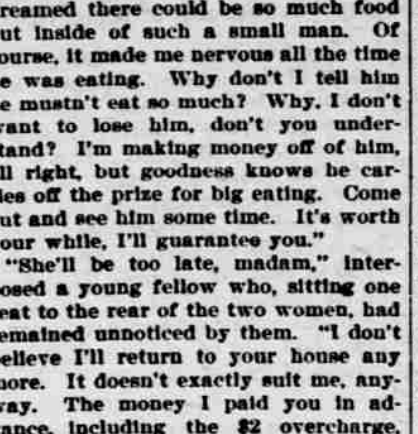 reamed there could be so much food
ut inside of such a small man. Of
ourse, it made me nervous all the time
e was eating. Why don't I tell him
e mustn't eat so much? Why, I don't
ant to lose him, don't you under-
tand? I'm making money off of him,
ll right, but goodness knows he car-
ies off the prize for big eating. Come
ut and see him some time. It's worth
our while, I'll guarantee you."
"She'll be too late, madam," inter-
osed a young fellow who, sitting one
eat to the rear of the two women, had
emained unnoticed by them. "I don't
elieve I'll return to your house any
ore. It doesn't exactly suit me, any-
ay. The money I paid you in ad-
ance, including the $2 overcharge,